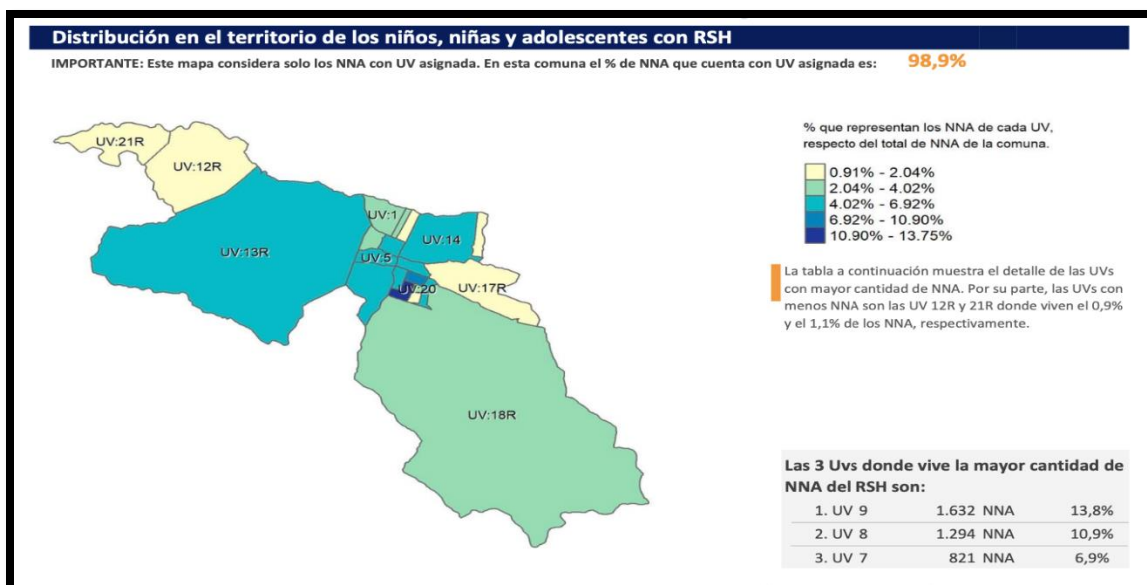 Distribución en el territorio de los niños, niñas y adolescentes con RSH
IMPORTANTE: Este mapa considera solo los NNA con UV asignada. En esta comuna el % de NNA que cuenta con UV asignada es: 98,9%
UV:21R
UV:12R
UV:1
UV:14
UV:13R
UV:5
UV:20
UV:17R
UV:18R
% que representan los NNA de cada UV,
respecto del total de NNA de la comuna.
0.91% - 2.04%
2.04% - 4.02%
4.02% - 6.92%
6.92% - 10.90%
10.90% - 13.75%
La tabla a continuación muestra el detalle de las UVs
con mayor cantidad de NNA. Por su parte, las UVs con
menos NNA son las UV 12R y 21R donde viven el 0,9%
y el 1,1% de los NNA, respectivamente.
Las 3 Uvs donde vive la mayor cantidad de
NNA del RSH son:
1. UV 9 1.632 NNA 13,8%
2. UV 8 1.294 NNA 10,9%
3. UV 7 821 NNA 6,9%